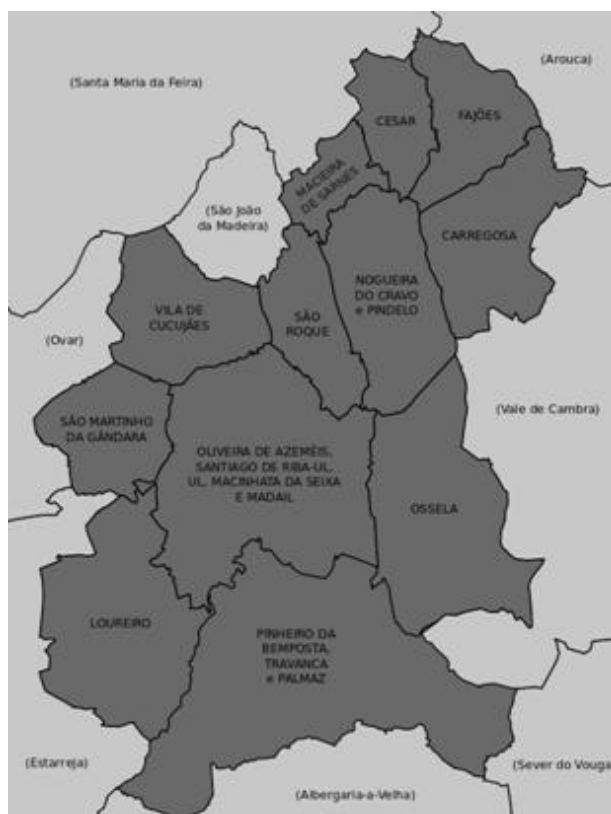 (Santa Maria da Feira)
(Arouca)
CESAR
FAJÕES
MACIEIRA
DE SARNES
(São João
da Madeira)
CARREGOSA
NOGUEIRA
DO CRAVO
e PINDELO
VILA DE
CUCUJÃES
SÃO
ROQUE
(Ovar)
(Vale de Cambra)
SÃO MARTINHO
DA GÂNDARA
OLIVEIRA DE AZEMÉIS,
SANTIAGO DE RIBA-UL,
UL, MACINHATA DA SEIXA
E MADAIL
OSSELA
LOUREIRO
PINHEIRO DA
BEMPOSTA,
TRAVANCA
e PALMAZ
(Estarreja)
(Sever do Vouga)
(Albergaria-a-Velha)